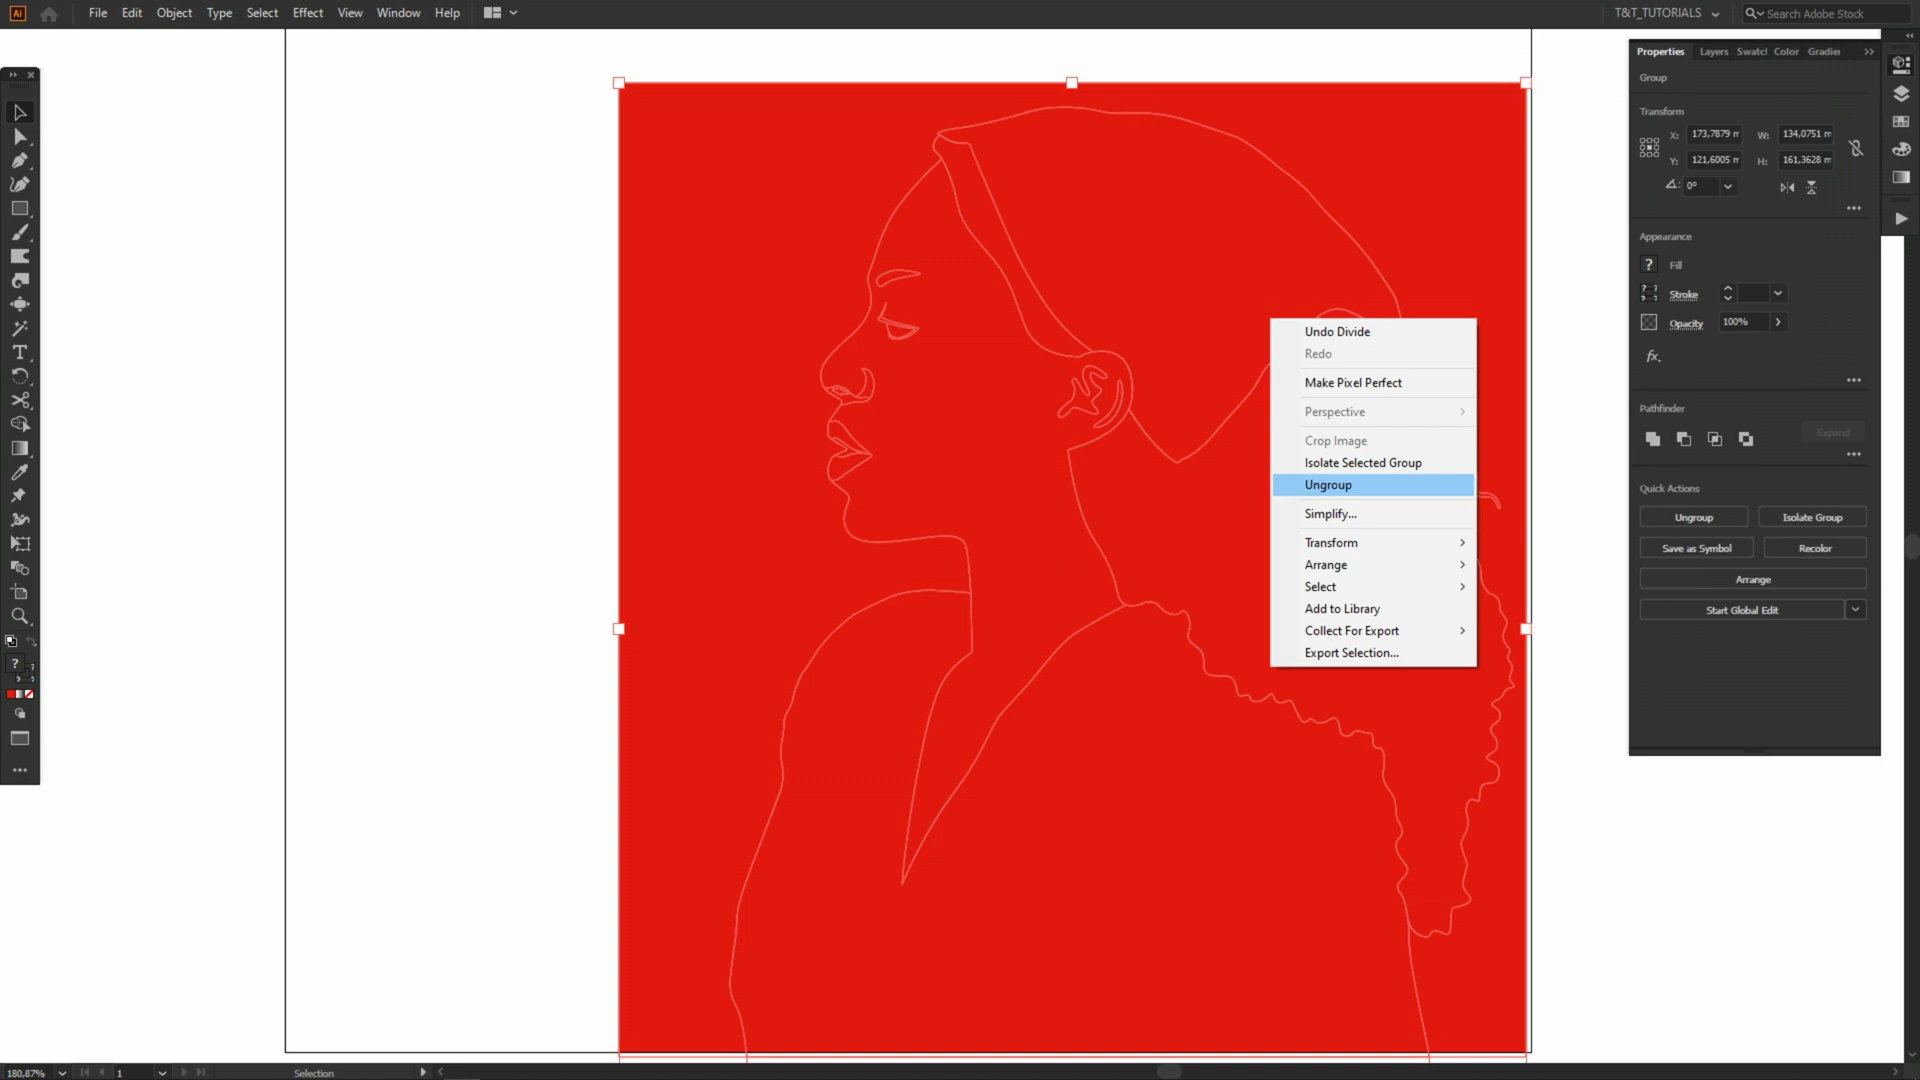 Ai File Edit Object Type Select Effect View Window Help T&T_TUTORIALS Search Adobe Stock
Properties Layers Swatcl Color Gradie
Group
Transform
X: 173,7879 m W: 134,0751 m
Y: 121,6005 m H: 161,3628 m
0°
Appearance
? Fill
Stroke
Opacity 100%
fx.
Pathfinder
Expand
Quick Actions
Ungroup Isolate Group
Save as Symbol Recolor
Arrange
Start Global Edit
Undo Divide
Redo
Make Pixel Perfect
Perspective
Crop Image
Isolate Selected Group
Ungroup
Simplify...
Transform
Arrange
Select
Add to Library
Collect For Export
Export Selection...
180,87% 1 Selection